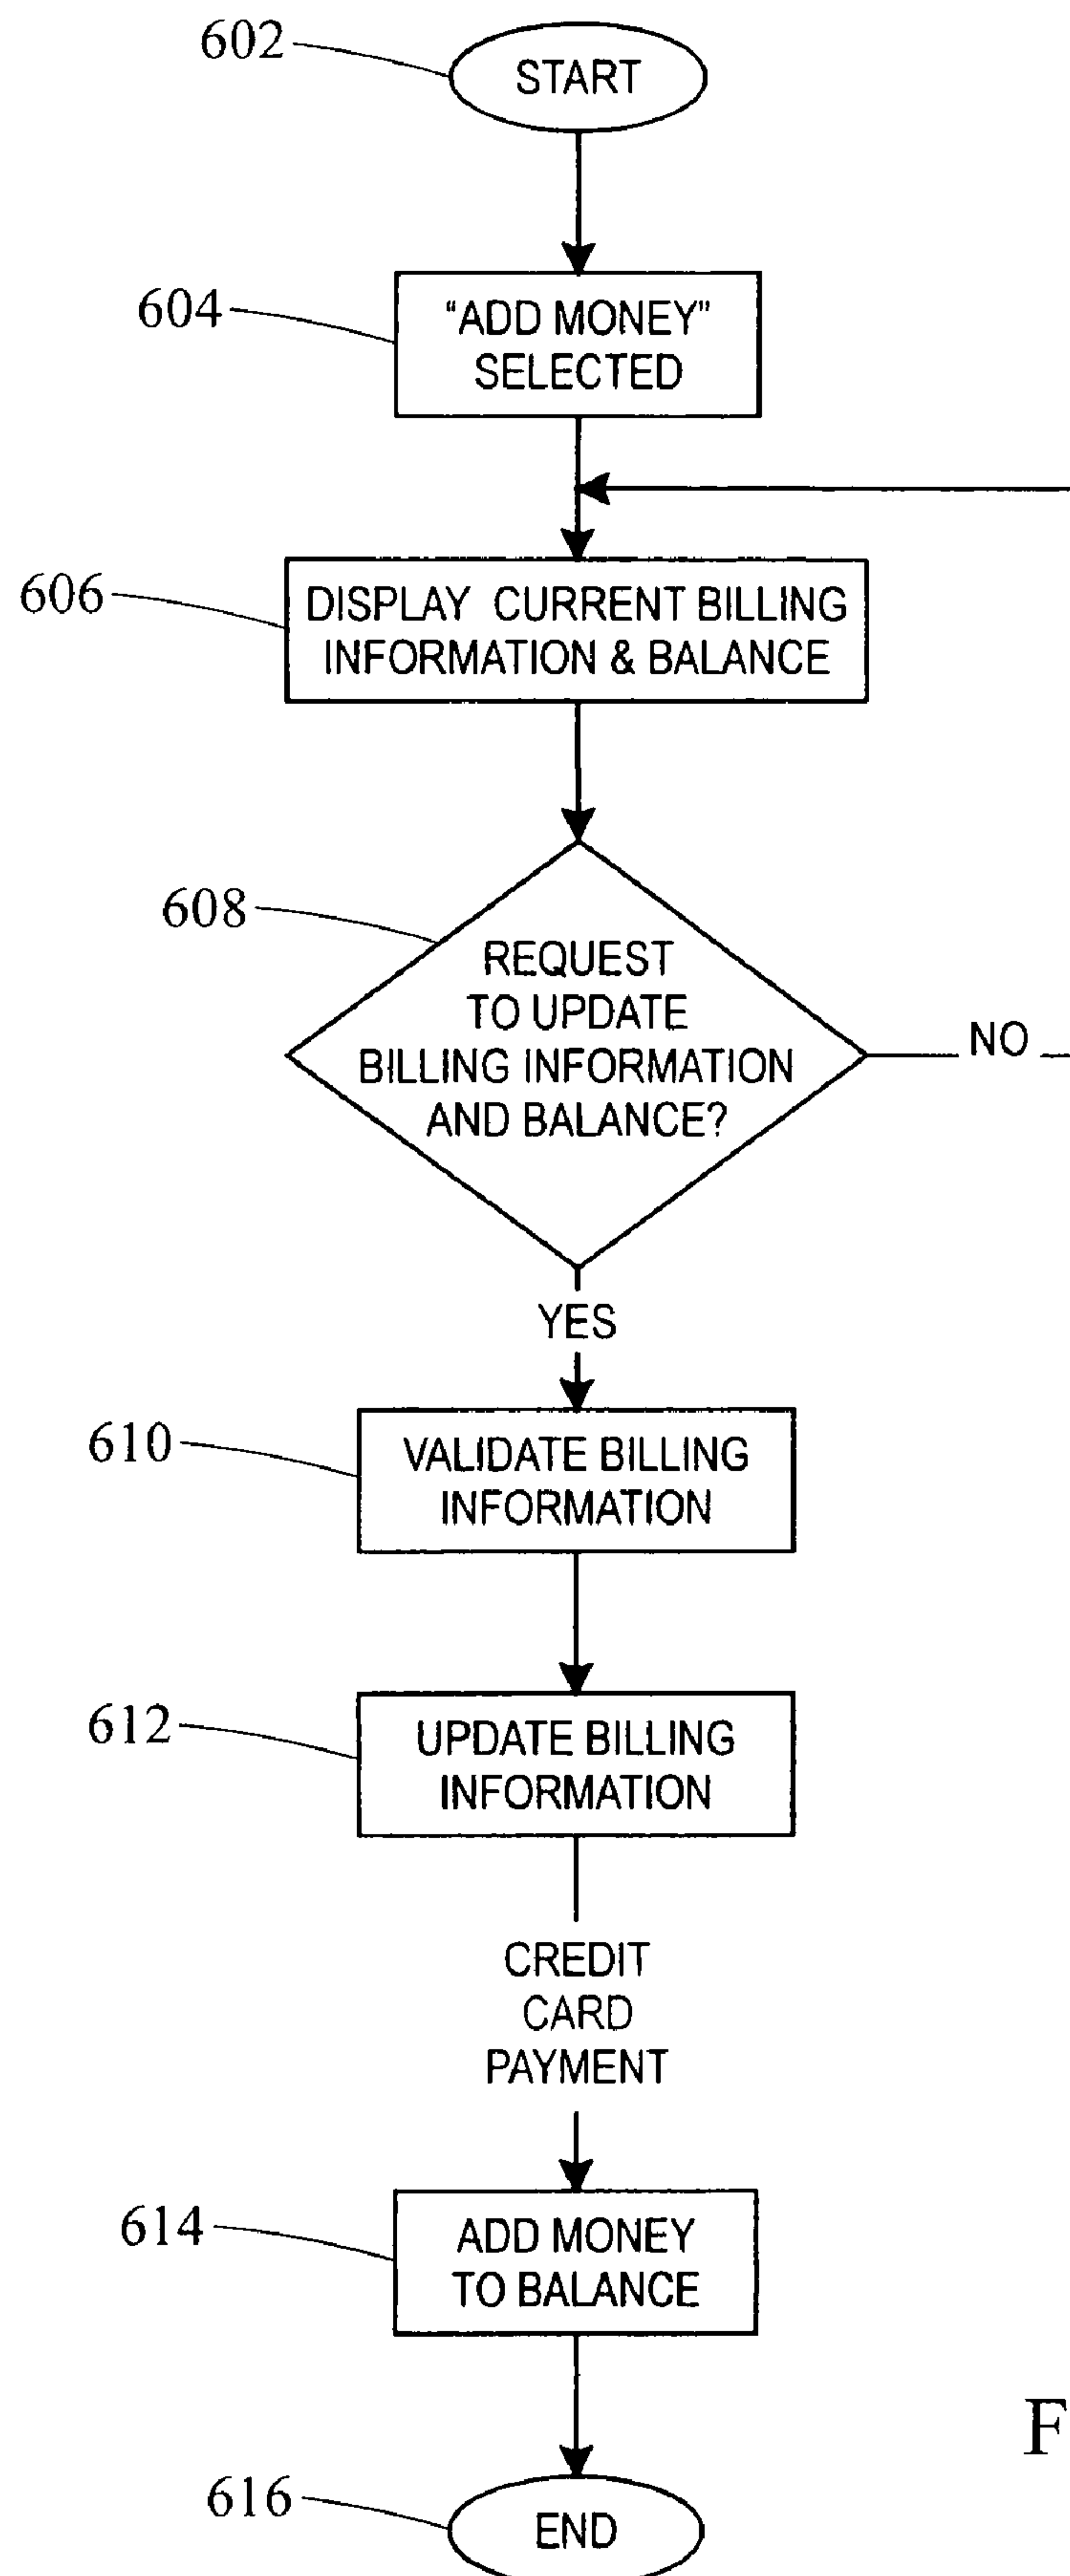 602
START
604
“ADD MONEY”
SELECTED
606
DISPLAY CURRENT BILLING
INFORMATION & BALANCE
608
REQUEST
TO UPDATE
BILLING INFORMATION
AND BALANCE?
NO
YES
610
VALIDATE BILLING
INFORMATION
612
UPDATE BILLING
INFORMATION
CREDIT
CARD
PAYMENT
614
ADD MONEY
TO BALANCE
F
616
END